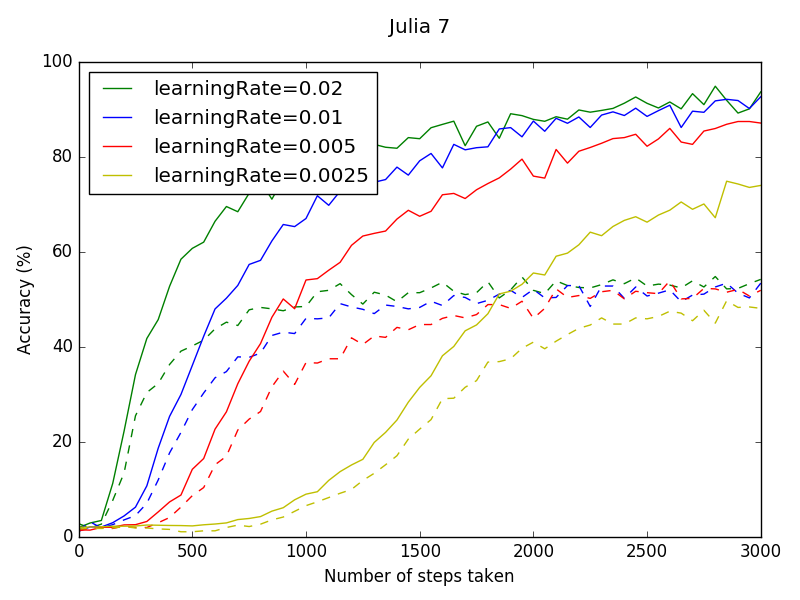 Julia 7
100
80
60
40
20
0
Accuracy (%)
learningRate=0.02
learningRate=0.01
learningRate=0.005
learningRate=0.0025
0 500 1000 1500 2000 2500 3000
Number of steps taken